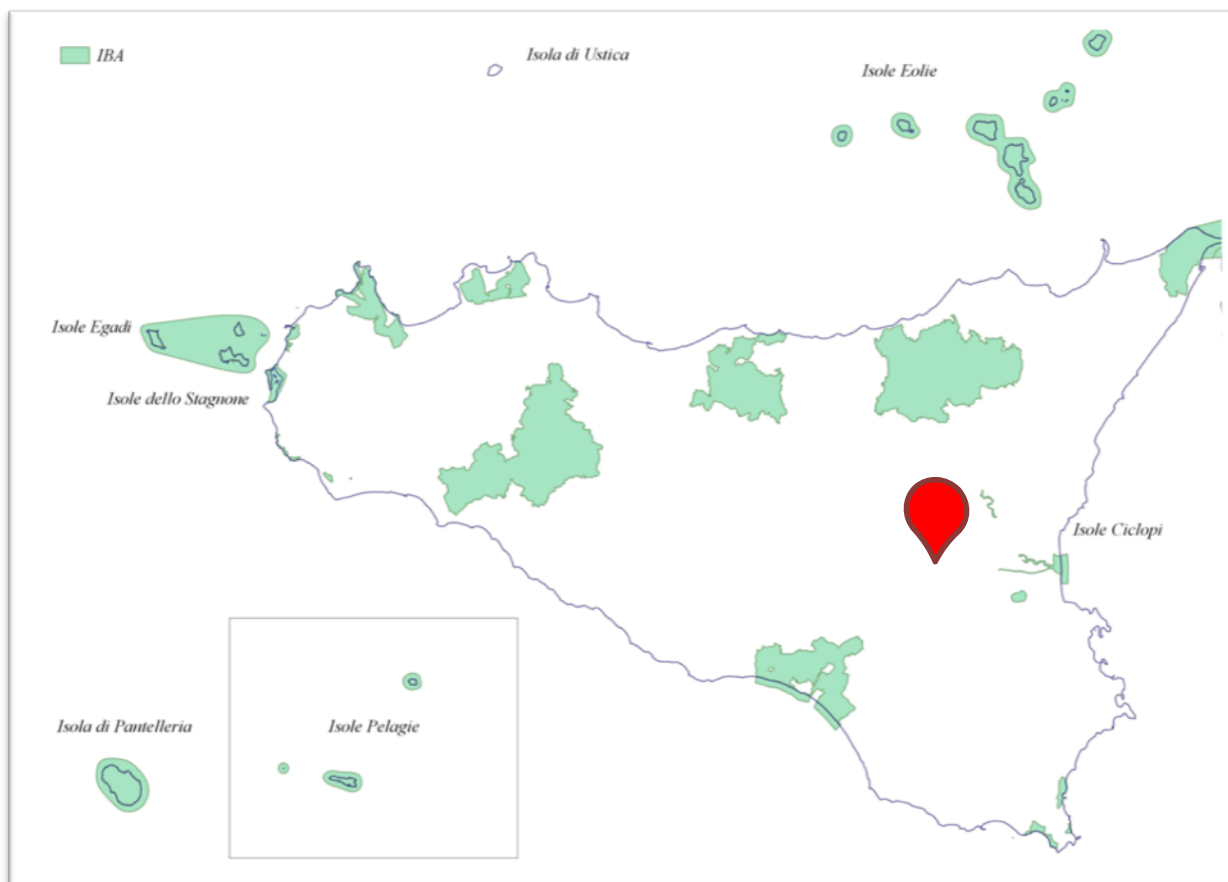 IBA
Isola di Ustica
Isole Eolie
Isole Egadi
Isole dello Stagnone
Isole Ciclopi
Isola di Pantelleria
Isole Pelagie